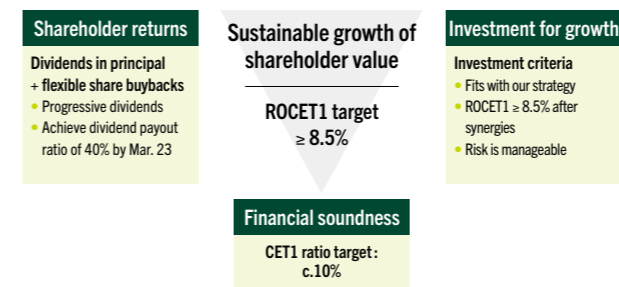 Shareholder returns
Dividends in principal
+ flexible share buybacks
• Progressive dividends
• Achieve dividend payout
ratio of 40% by Mar. 23
Sustainable growth of
shareholder value
ROCET1 target
≥ 8.5%
Investment for growth
Investment criteria
• Fits with our strategy
• ROCET1 ≥ 8.5% after
synergies
• Risk is manageable
Financial soundness
CET1 ratio target:
c.10%